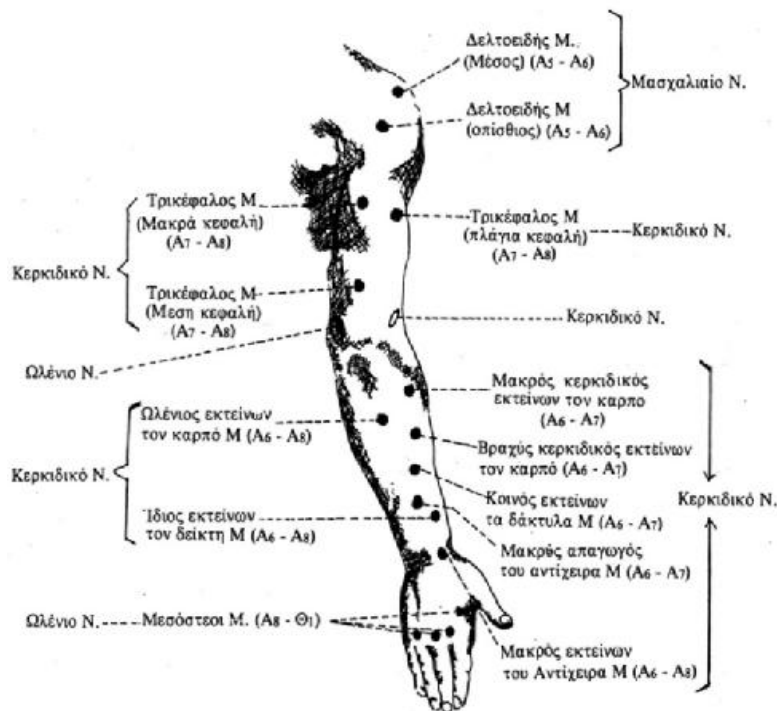 Δελτοειδής Μ.
(Μέσος) (Α5 - Α6)
Μασχαλιαίο Ν.
Δελτοειδής Μ
(οπίσθιος) (Α5 - Α6)
Τρικέφαλος Μ
(Μακρά κεφαλή)
(Α7 - Α8)
Τρικέφαλος Μ
(πλάγια κεφαλή)
(Α7 - Α8)
Κερκιδικό Ν.
Κερκιδικό Ν.
Τρικέφαλος Μ
(Μεση κεφαλή)
(Α7 - Α8)
Κερκιδικό Ν.
Ωλένιο Ν.
Μακρός κερκιδικός
εκτείνων τον καρπο
(Α6 - Α7)
Ωλένιος εκτείνων
τον καρπό Μ (Α6 - Α8)
Βραχύς κερκιδικός εκτείνων
τον καρπό (Α6 - Α7)
Κερκιδικό Ν.
Κοινός εκτείνων
τα δάκτυλα Μ (Α6 - Α7)
Κερκιδικό Ν.
Ίδιος εκτείνων
τον δείκτη Μ (Α6 - Α8)
Μακρύς απαγωγός
του αντίχειρα Μ (Α6 - Α7)
Ωλένιο Ν.
Μεσόστεοι Μ. (Α8 - Θ1)
Μακρός εκτείνων
του Αντίχειρα Μ (Α6 - Α8)